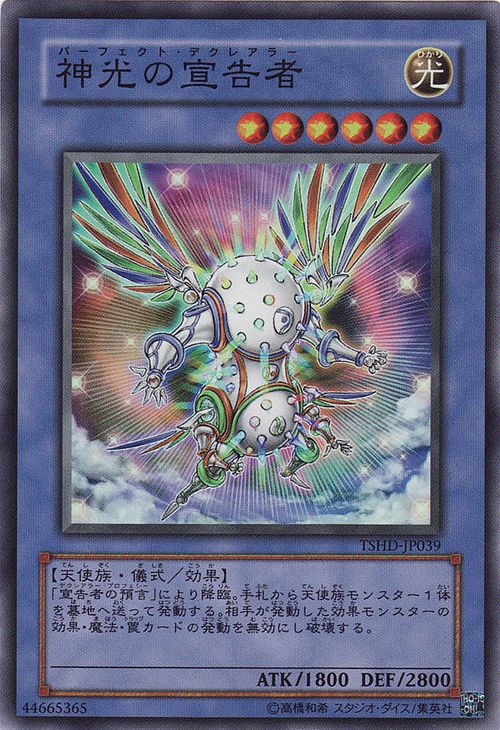 パーフェクト・デクレアラー
神光の宣告者
ひかり
光
TSHD-JP039
【天使族・儀式／効果】
「宣告者の預言」により降臨。手札から天使族モンスター１体
を墓地へ送って発動する。相手が発動した効果モンスターの
効果・魔法・罠カードの発動を無効にし破壊する。
ATK/1800 DEF/2800
44665365
©高橋和希 スタジオ・ダイス/集英社